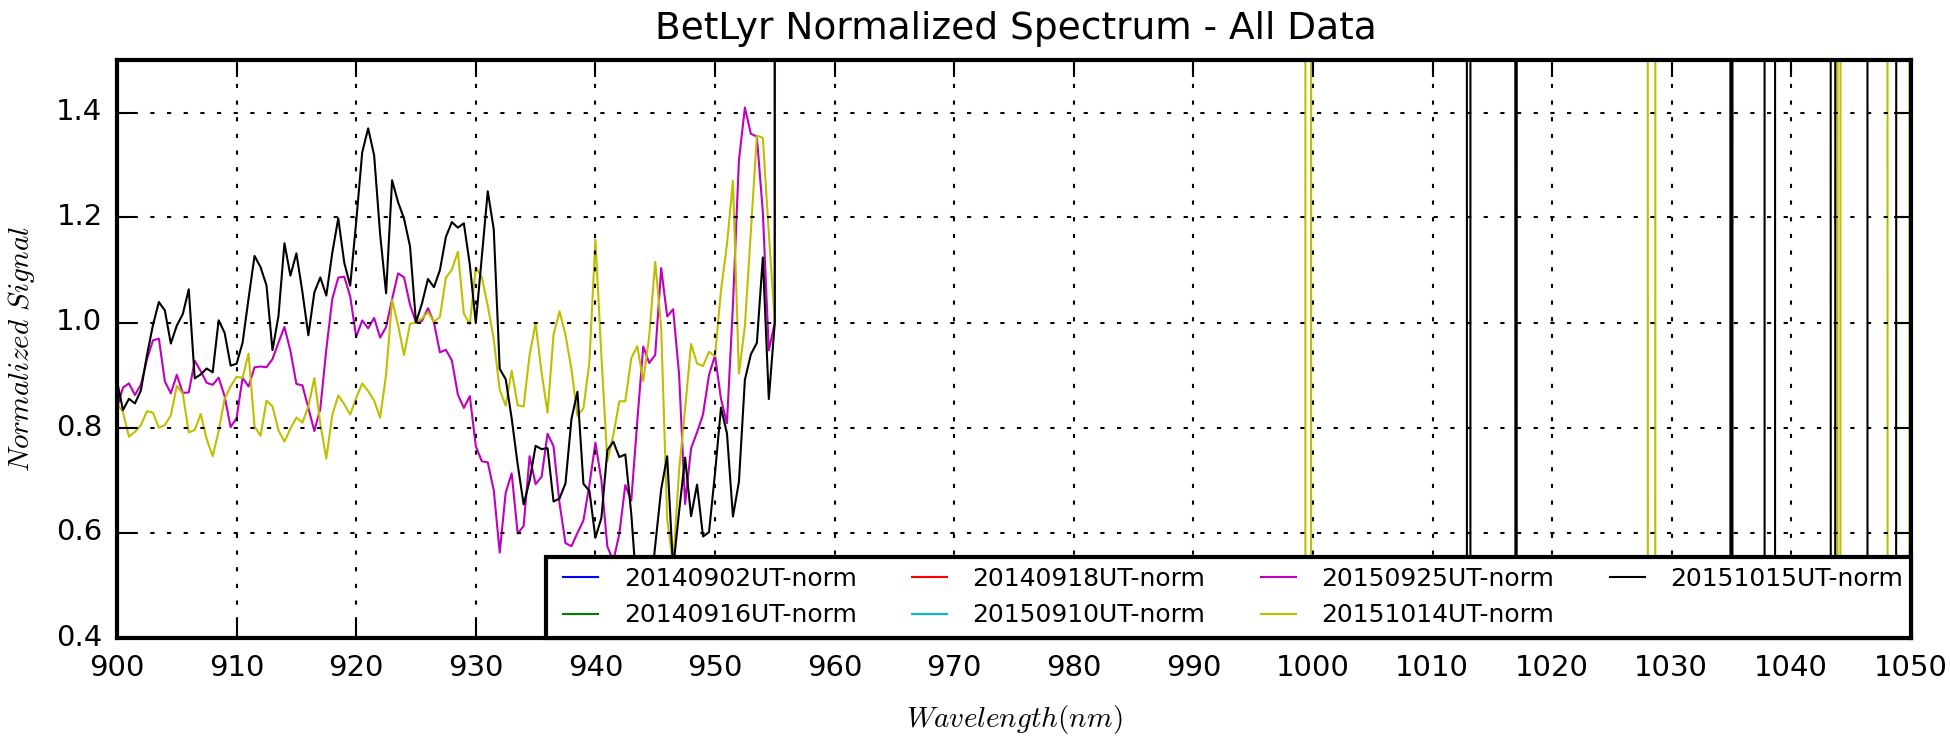 BetLyr Normalized Spectrum - All Data
1.4
1.2
1.0
0.8
0.6
0.4
Normalized Signal
20140902UT-norm 20140918UT-norm 20150925UT-norm 20151015UT-norm
20140916UT-norm 20150910UT-norm 20151014UT-norm
900 910 920 930 940 950 960 970 980 990 1000 1010 1020 1030 1040 1050
Wavelength(nm)